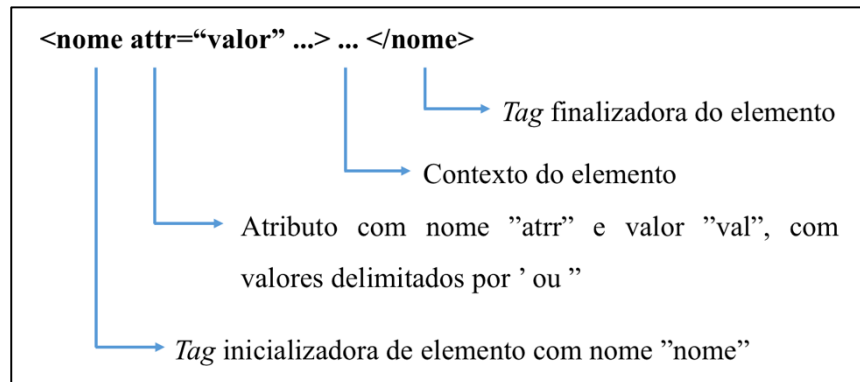 <nome attr=“valor” ...> ... </nome>
Tag finalizadora do elemento
Contexto do elemento
Atributo com nome ”atrr” e valor ”val”, com
valores delimitados por ’ ou ”
Tag inicializadora de elemento com nome ”nome”